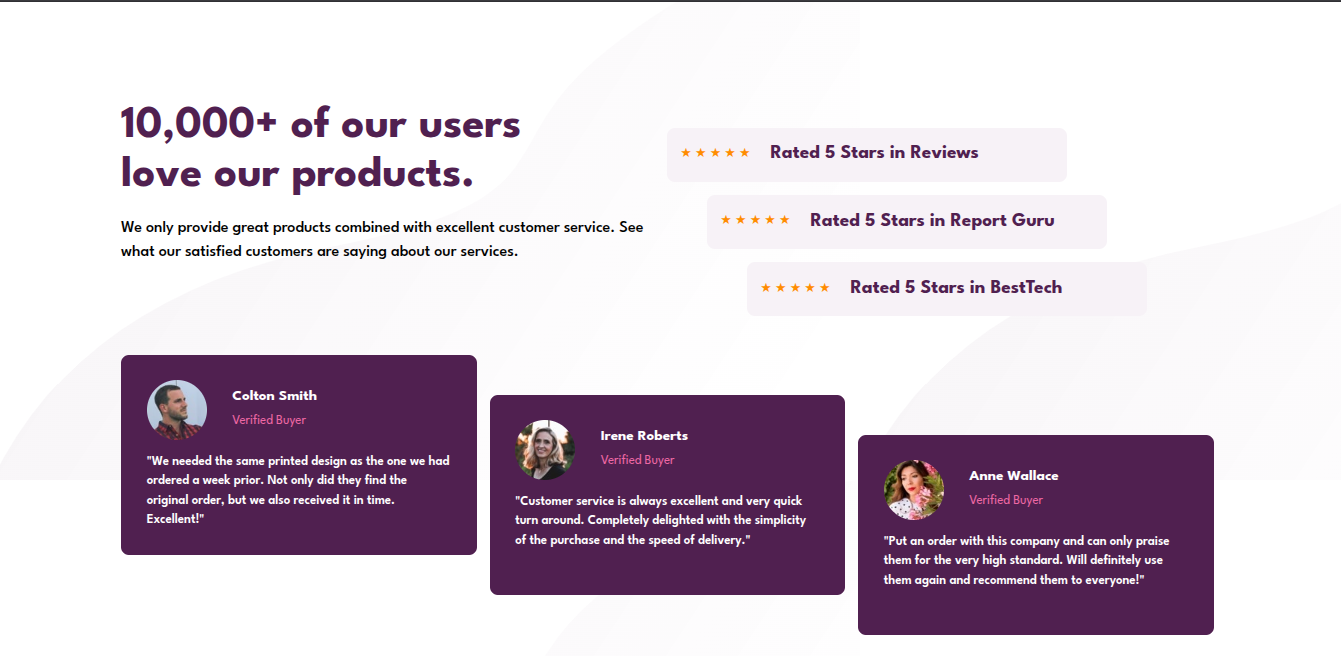 10,000+ of our users
love our products.
We only provide great products combined with excellent customer service. See
what our satisfied customers are saying about our services.
★★★★★ Rated 5 Stars in Reviews
★★★★★ Rated 5 Stars in Report Guru
★★★★★ Rated 5 Stars in BestTech
Colton Smith
Verified Buyer
"We needed the same printed design as the one we had
ordered a week prior. Not only did they find the
original order, but we also received it in time.
Excellent!"
Irene Roberts
Verified Buyer
"Customer service is always excellent and very quick
turn around. Completely delighted with the simplicity
of the purchase and the speed of delivery."
Anne Wallace
Verified Buyer
"Put an order with this company and can only praise
them for the very high standard. Will definitely use
them again and recommend them to everyone!"